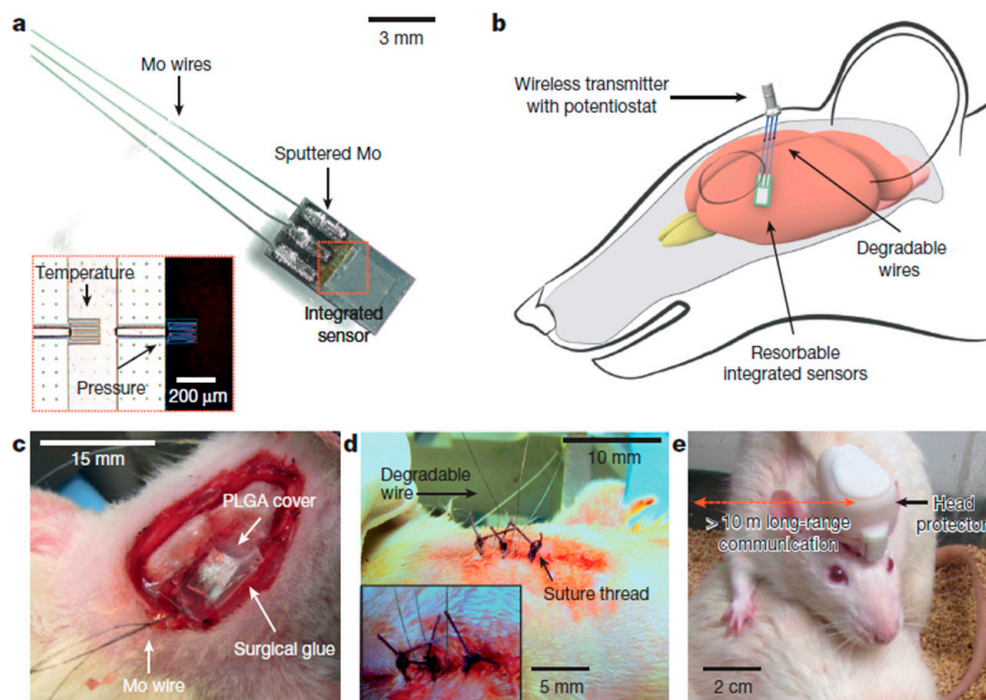 a
3 mm
Mo wires
Sputtered Mo
Integrated
sensor
Temperature
Pressure
200 µm
b
Wireless transmitter
with potentiostat
Degradable
wires
Resorbable
integrated sensors
c
15 mm
PLGA cover
Surgical glue
Mo wire
d
10 mm
Degradable
wire
Suture thread
5 mm
e
Head
protector
⩾ 10 m long-range
communication
2 cm